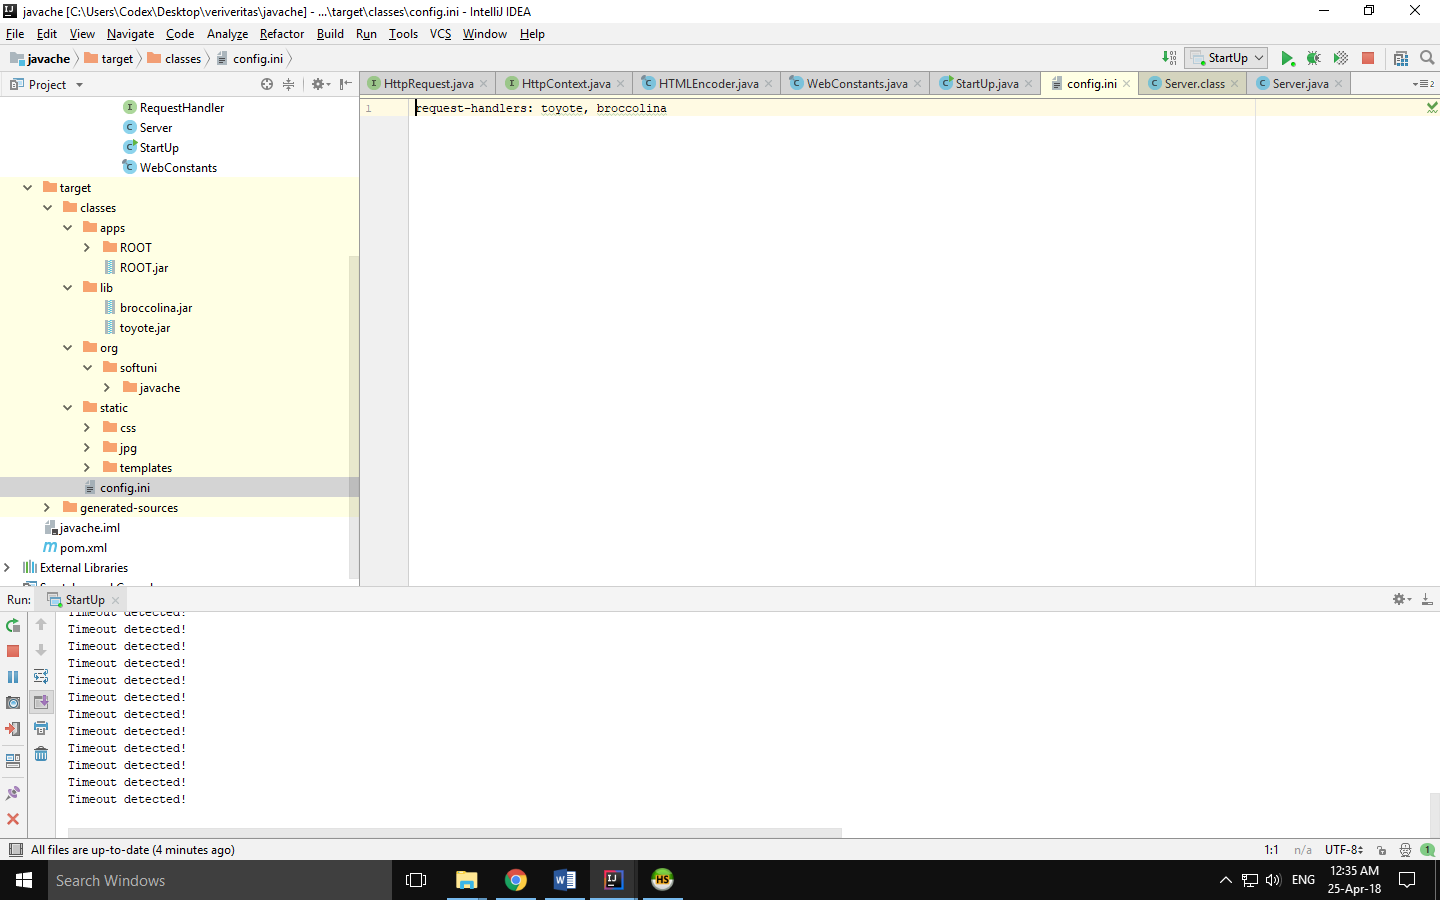 javache [C:\Users\Codex\Desktop\veriveritas\javache] - ...\target\classes\config.ini - IntelliJ IDEA
File Edit View Navigate Code Analyze Refactor Build Run Tools VCS Window Help
javache target classes config.ini StartUp
Project
HttpRequest.java HttpContext.java HTMLEncoder.java WebConstants.java StartUp.java config.ini Server.class Server.java
1 request-handlers: toyote, broccolina
RequestHandler
Server
StartUp
WebConstants
target
classes
apps
ROOT
ROOT.jar
lib
broccolina.jar
toyote.jar
org
softuni
javache
static
css
jpg
templates
config.ini
generated-sources
javache.iml
pom.xml
External Libraries
Run: StartUp
Timeout detected!
Timeout detected!
Timeout detected!
Timeout detected!
Timeout detected!
Timeout detected!
Timeout detected!
Timeout detected!
Timeout detected!
Timeout detected!
Timeout detected!
Timeout detected!
All files are up-to-date (4 minutes ago) 1:1 n/a UTF-8 1
Search Windows ENG 12:35 AM
25-Apr-18